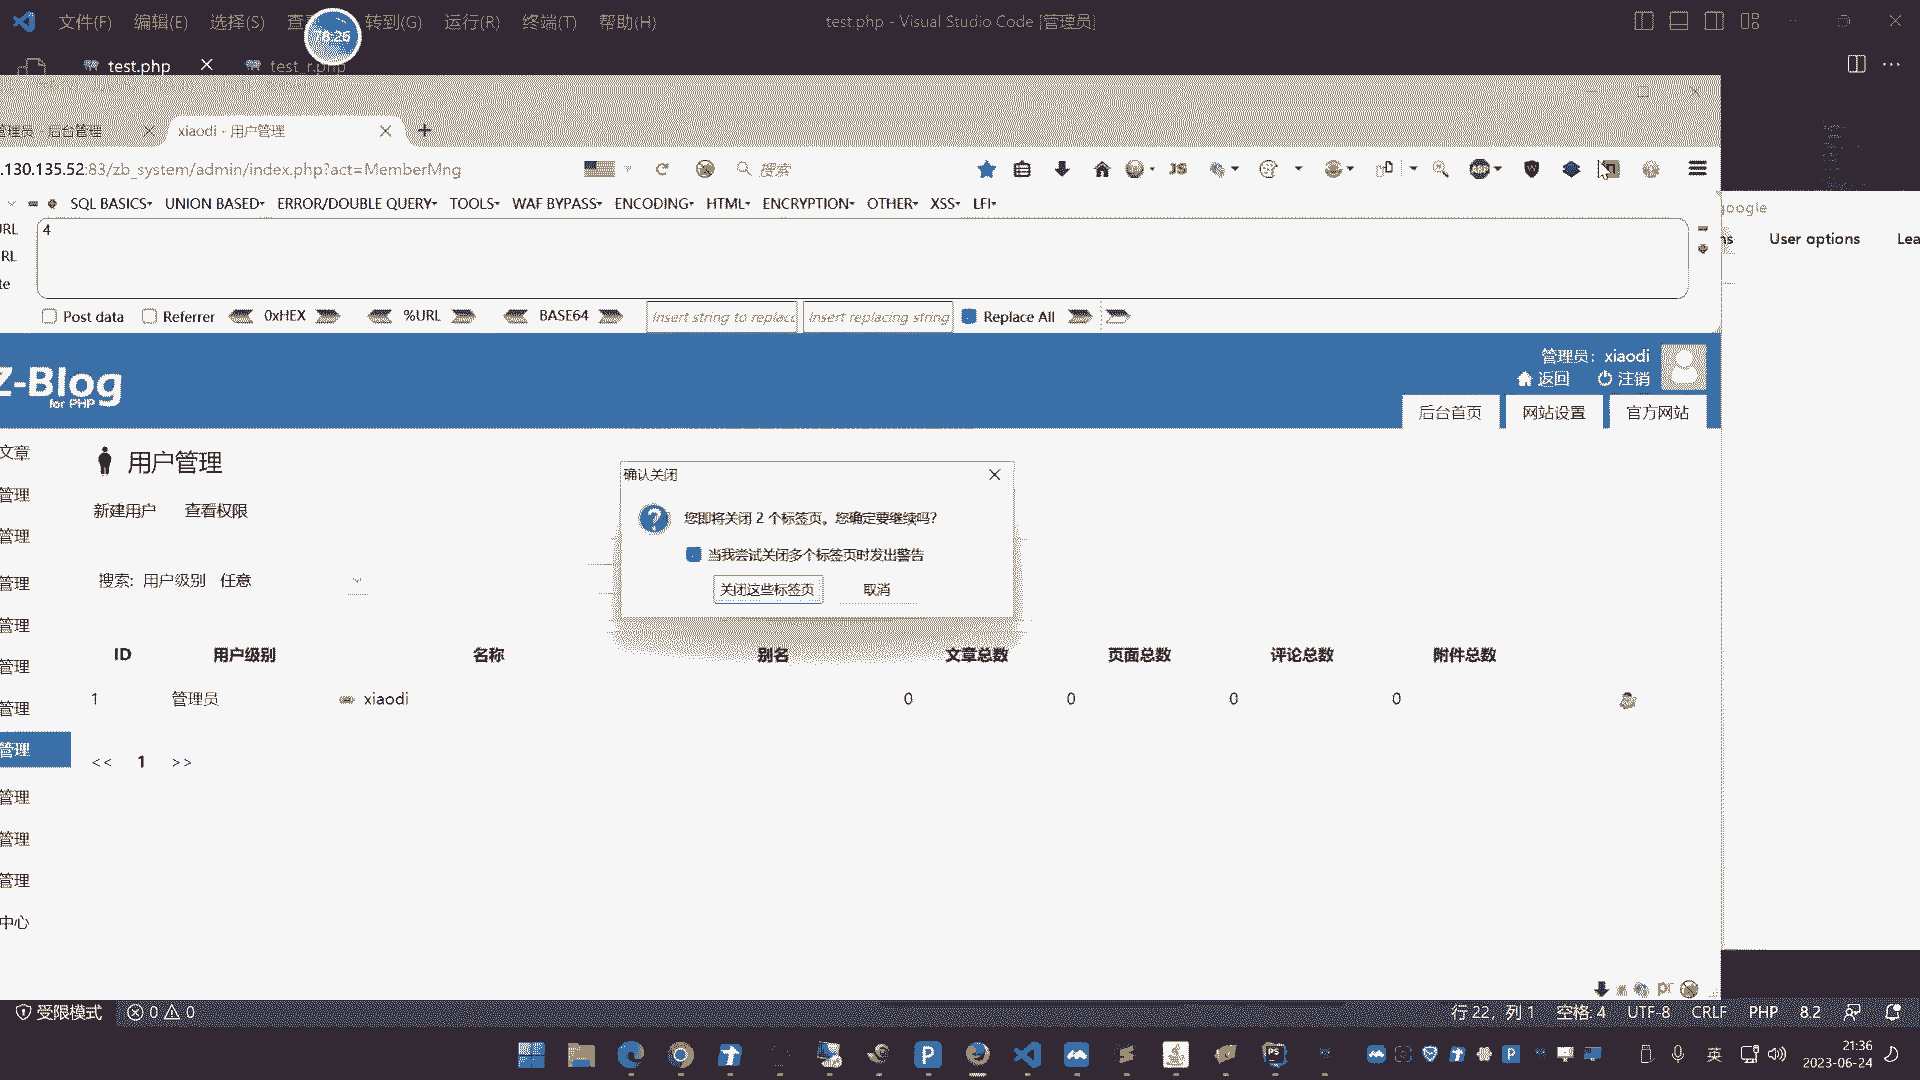 文件(F) 编辑(E) 选择(S) 转到(G) 运行(R) 终端(T) 帮助(H) test.php - Visual Studio Code [管理员]
78:26
test.php test_r.php
管理员 - 后台管理 xiaodi - 用户管理
.130.135.52:83/zb_system/admin/index.php?act=MemberMng 搜索 JS ABP
SQL BASICS UNION BASED ERROR/DOUBLE QUERY TOOLS WAF BYPASS ENCODING HTML ENCRYPTION OTHER XSS LFI
google
URL 4
User options Lea
Post data Referrer 0xHEX %URL BASE64 Insert string to replace Insert replacing string Replace All
Z-Blog
for PHP
管理员：xiaodi
返回 注销
后台首页 网站设置 官方网站
文章
管理
管理
管理
管理
管理
管理
管理
管理
管理
管理
中心
用户管理
新建用户 查看权限
搜索: 用户级别 任意
确认关闭
您即将关闭 2 个标签页。您确定要继续吗?
当我尝试关闭多个标签页时发出警告
关闭这些标签页 取消
ID 用户级别 名称 别名 文章总数 页面总数 评论总数 附件总数
1 管理员 xiaodi 0 0 0 0
<< 1 >>
受限模式 0 0 行 22，列 1 空格: 4 UTF-8 CRLF PHP 8.2
英 21:36
2023-06-24